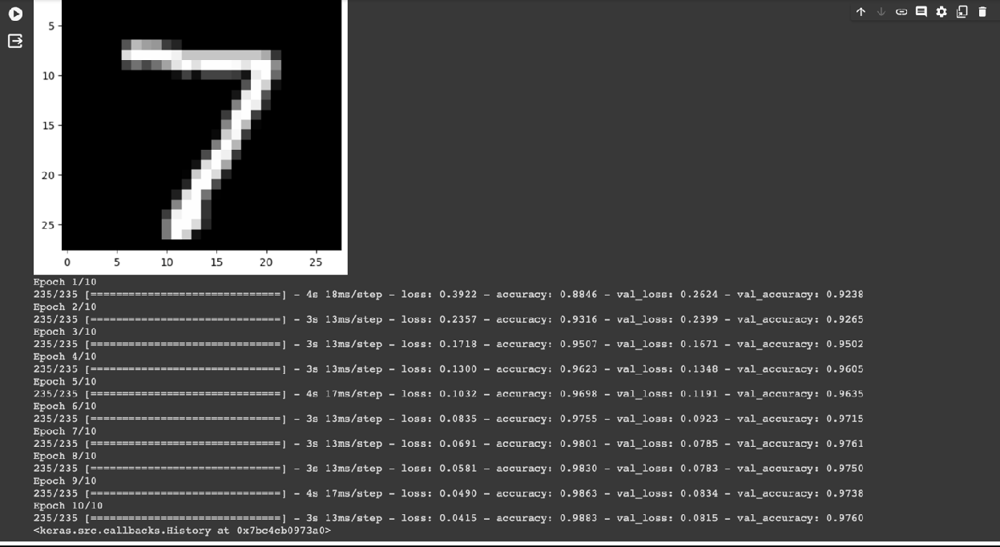 5
10
15
20
25
0 5 10 15 20 25
Epoch 1/10
235/235 [==============================] - 4s 18ms/step - loss: 0.3922 - accuracy: 0.8846 - val_loss: 0.2624 - val_accuracy: 0.9238
Epoch 2/10
235/235 [==============================] - 3s 13ms/step - loss: 0.2357 - accuracy: 0.9316 - val_loss: 0.2399 - val_accuracy: 0.9265
Epoch 3/10
235/235 [==============================] - 3s 13ms/step - loss: 0.1718 - accuracy: 0.9507 - val_loss: 0.1671 - val_accuracy: 0.9502
Epoch 4/10
235/235 [==============================] - 3s 13ms/step - loss: 0.1300 - accuracy: 0.9623 - val_loss: 0.1348 - val_accuracy: 0.9605
Epoch 5/10
235/235 [==============================] - 4s 17ms/step - loss: 0.1032 - accuracy: 0.9698 - val_loss: 0.1191 - val_accuracy: 0.9635
Epoch 6/10
235/235 [==============================] - 3s 13ms/step - loss: 0.0835 - accuracy: 0.9755 - val_loss: 0.0923 - val_accuracy: 0.9715
Epoch 7/10
235/235 [==============================] - 3s 13ms/step - loss: 0.0691 - accuracy: 0.9801 - val_loss: 0.0785 - val_accuracy: 0.9761
Epoch 8/10
235/235 [==============================] - 3s 13ms/step - loss: 0.0581 - accuracy: 0.9830 - val_loss: 0.0783 - val_accuracy: 0.9750
Epoch 9/10
235/235 [==============================] - 4s 17ms/step - loss: 0.0490 - accuracy: 0.9863 - val_loss: 0.0834 - val_accuracy: 0.9738
Epoch 10/10
235/235 [==============================] - 3s 13ms/step - loss: 0.0415 - accuracy: 0.9883 - val_loss: 0.0815 - val_accuracy: 0.9760
<keras.src.callbacks.History at 0x7bc4cb0973a0>